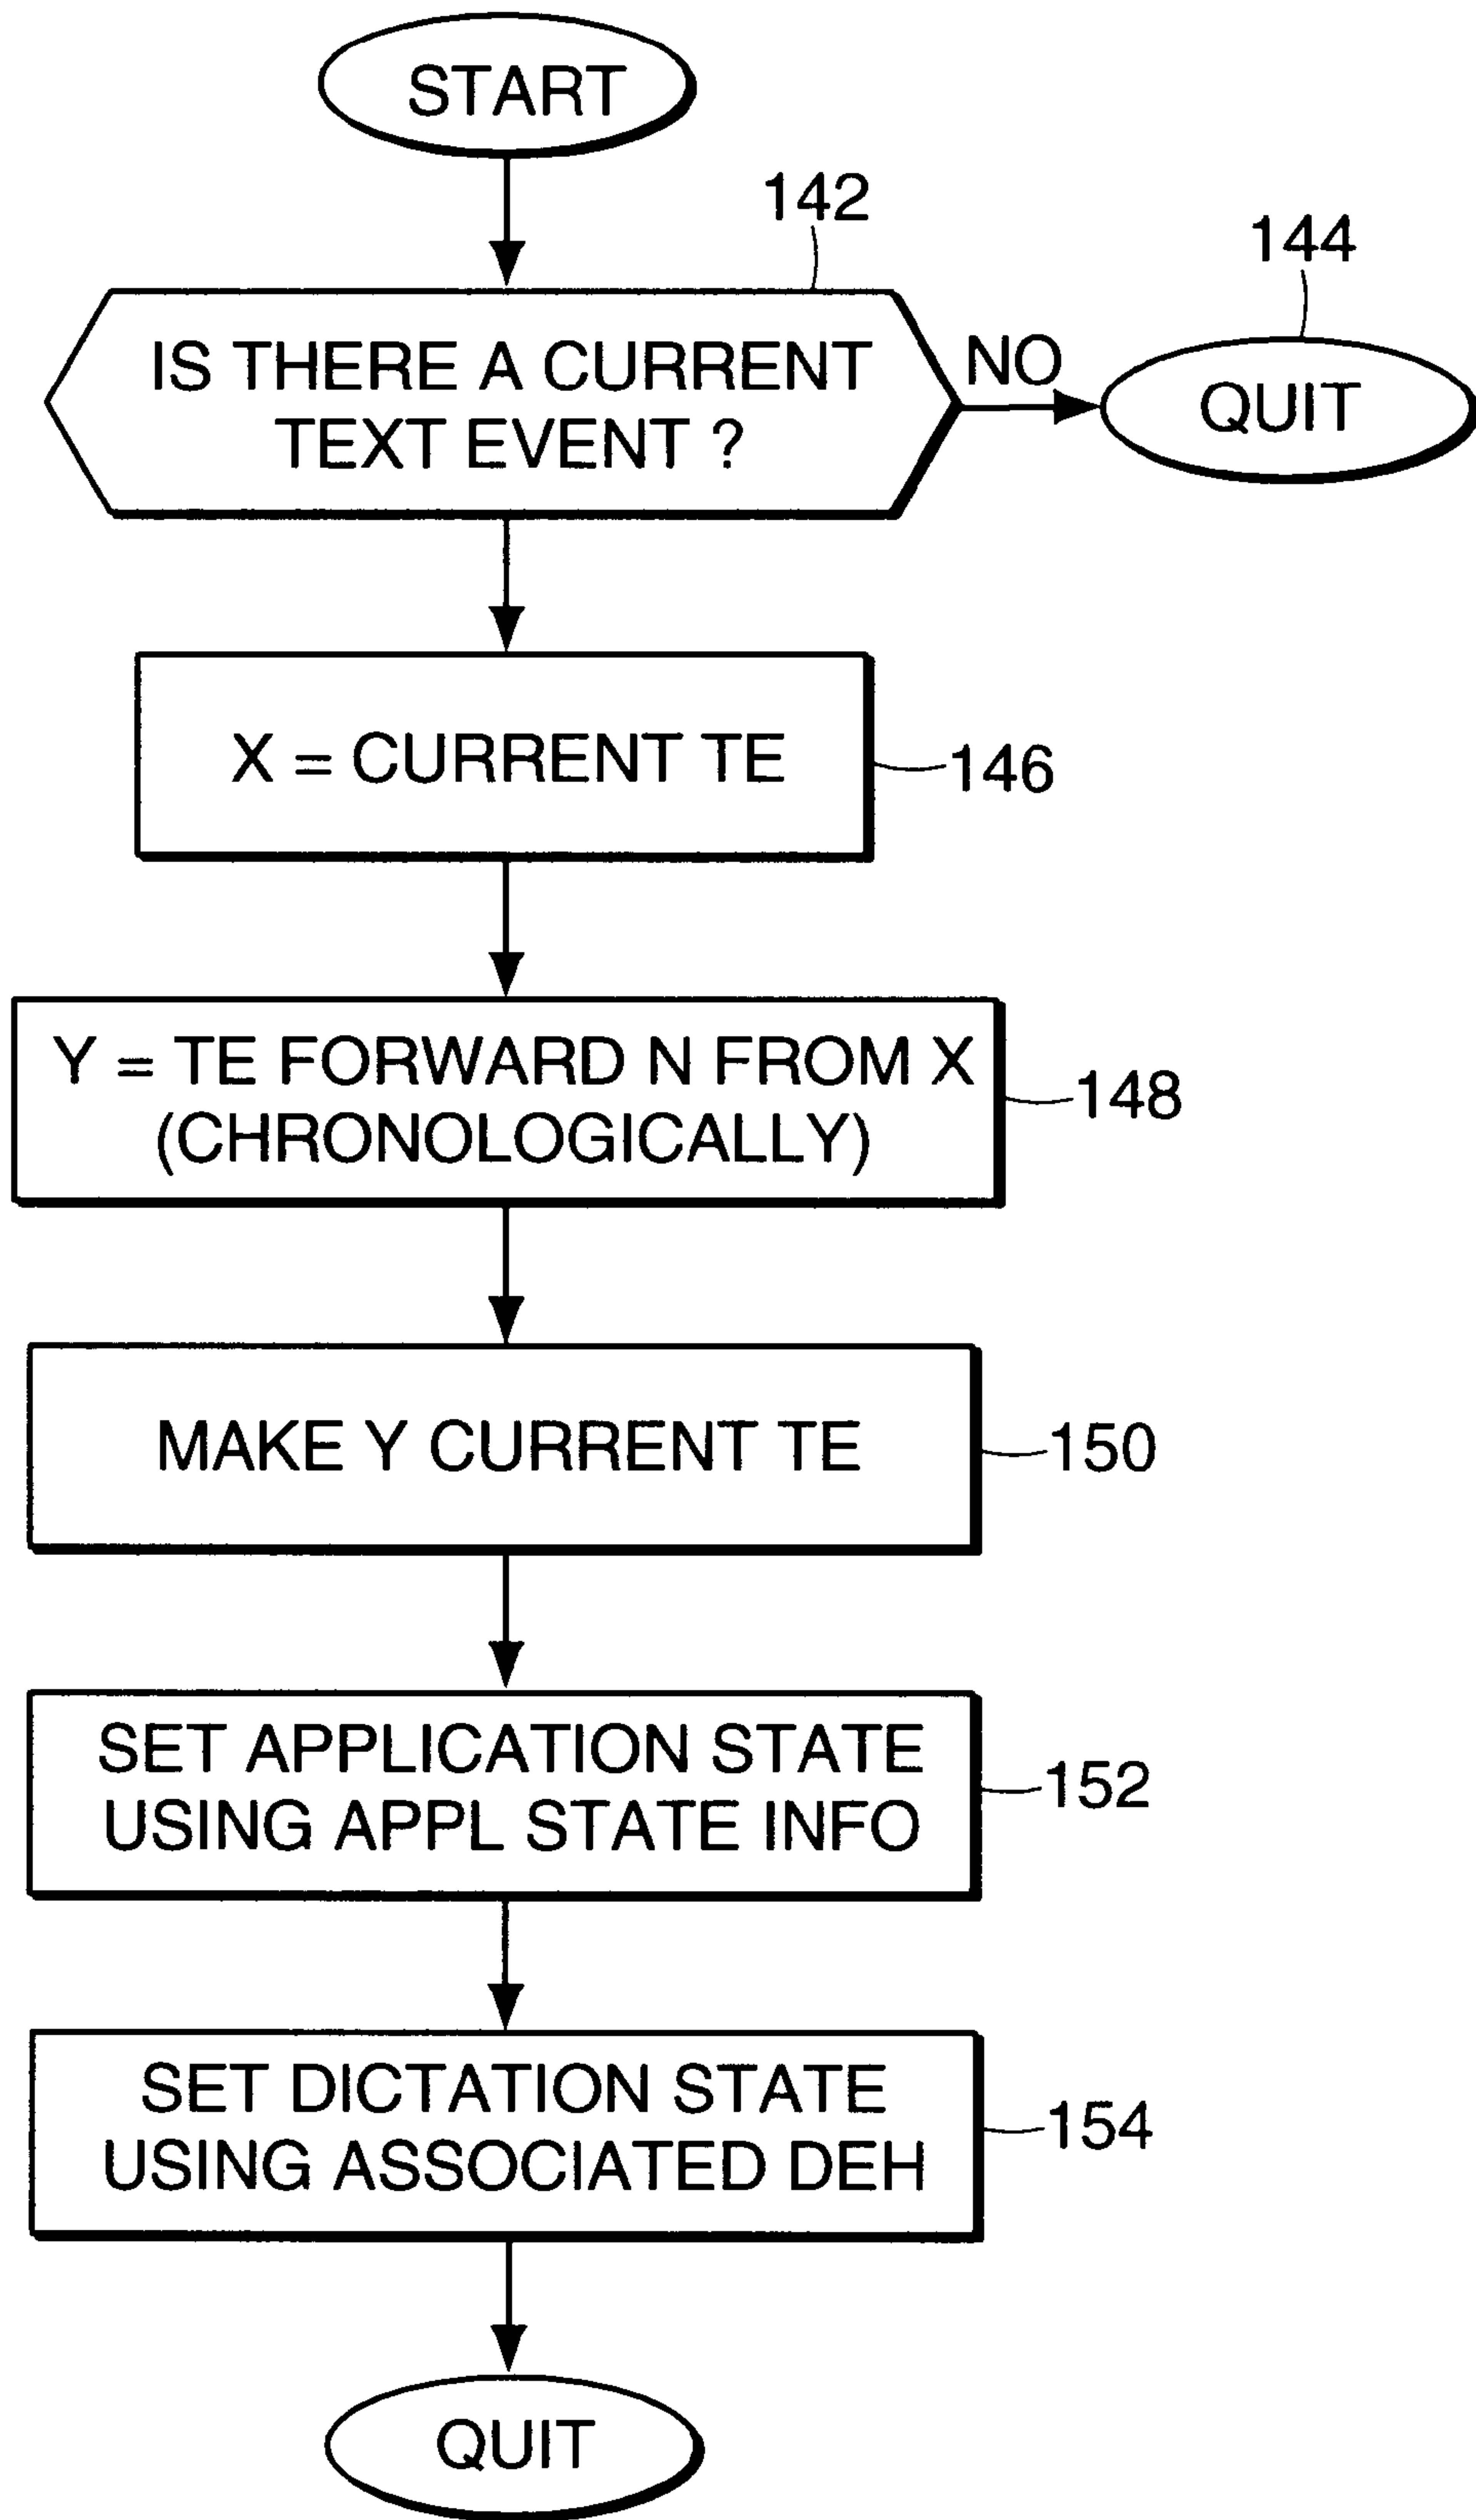 START
142
144
IS THERE A CURRENT
TEXT EVENT ?
NO
QUIT
X = CURRENT TE
146
Y = TE FORWARD N FROM X
(CHRONOLOGICALLY)
148
MAKE Y CURRENT TE
150
SET APPLICATION STATE
USING APPL STATE INFO
152
SET DICTATION STATE
USING ASSOCIATED DEH
154
QUIT